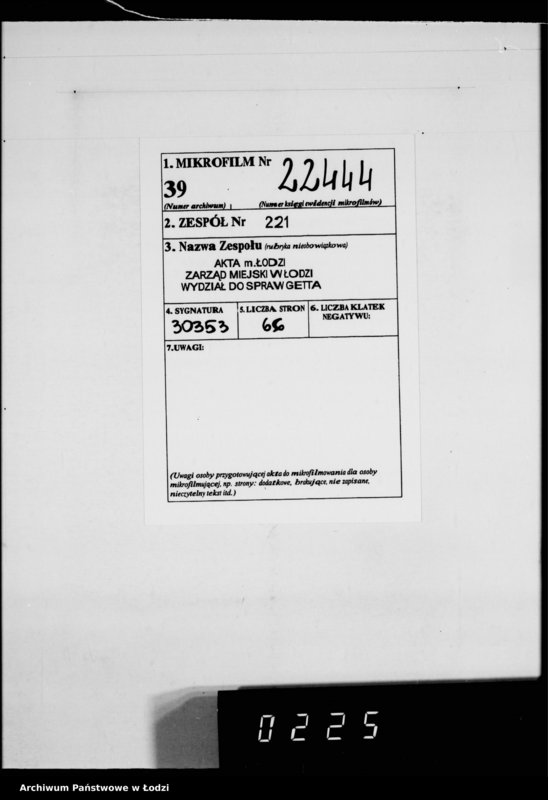 1. MIKROFILM Nr 22444
39
(Numer archiwum) (Numer księgi ewidencji mikrofilmów)
2. ZESPÓŁ Nr 221
3. Nazwa Zespołu (rubryka nieobowiązkowa)
AKTA m.ŁODZI
ZARZĄD MIEJSKI W ŁODZI
WYDZIAŁ DO SPRAW GETTA
4. SYGNATURA 5. LICZBA STRON 6. LICZBA KLATEK
NEGATYWU:
30353
7. UWAGI:
(Uwagi osoby przygotowującej akta do mikrofilmowania dla osoby
mikrofilmującej, np. strony: dodatkowe, brakujące, nie zapisane,
nieczytelny tekst itd.)
0225
Archiwum Państwowe w Łodzi